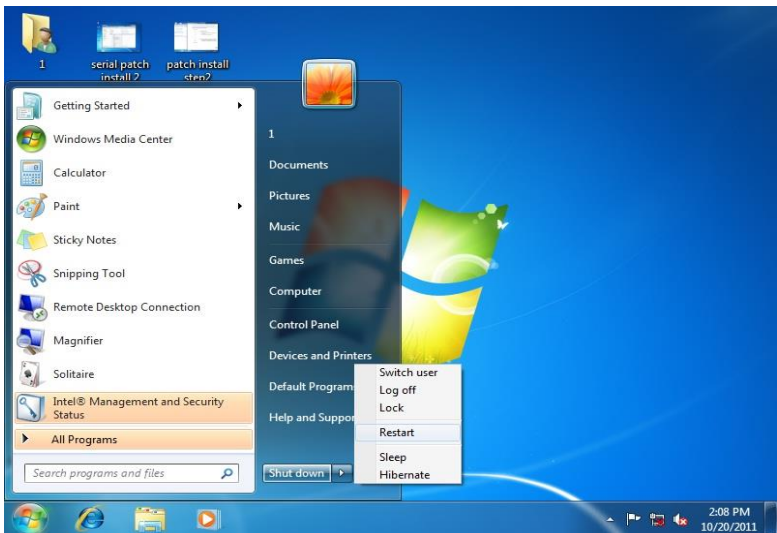 1
serial patch
install 2
patch install
step2
Getting Started
Windows Media Center
Calculator
Paint
Sticky Notes
Snipping Tool
Remote Desktop Connection
Magnifier
Solitaire
Intel® Management and Security
Status
All Programs
Search programs and files
1
Documents
Pictures
Music
Games
Computer
Control Panel
Devices and Printers
Default Program
Help and Suppor
Shut down
Switch user
Log off
Lock
Restart
Sleep
Hibernate
2:08 PM
10/20/2011